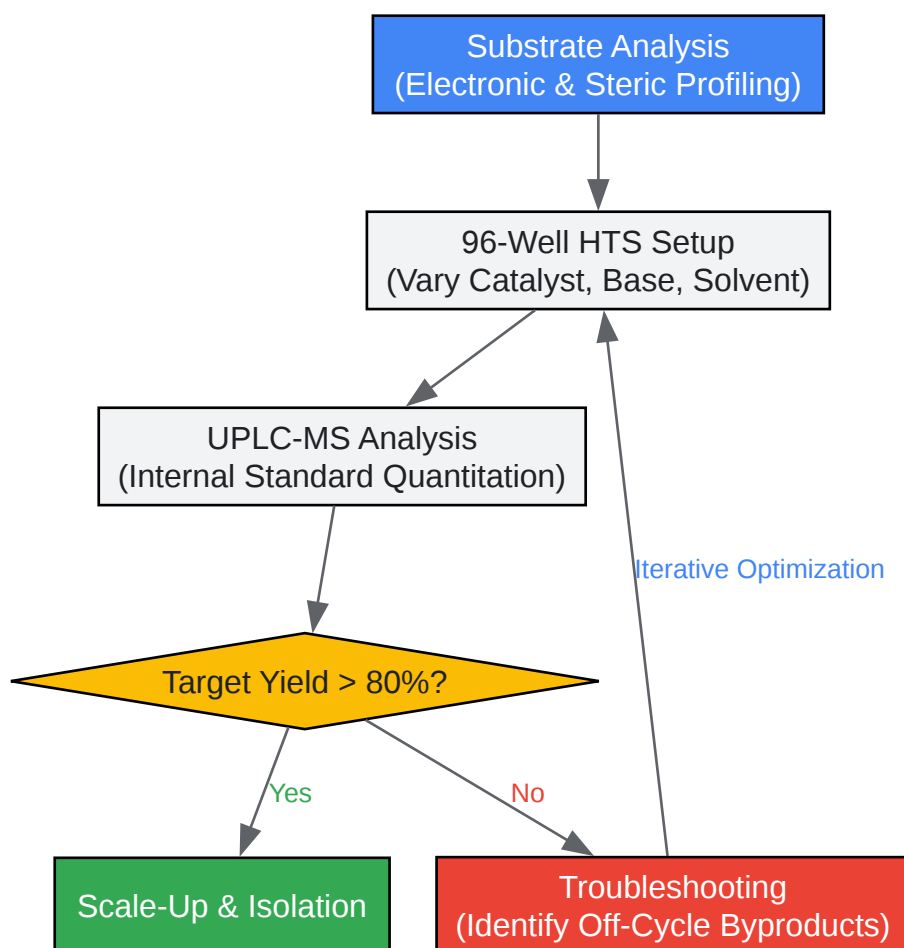 Substrate Analysis
(Electronic & Steric Profiling)
96-Well HTS Setup
(Vary Catalyst, Base, Solvent)
UPLC-MS Analysis
(Internal Standard Quantitation)
Iterative Optimization
Target Yield > 80%?
Yes
No
Scale-Up & Isolation
Troubleshooting
(Identify Off-Cycle Byproducts)